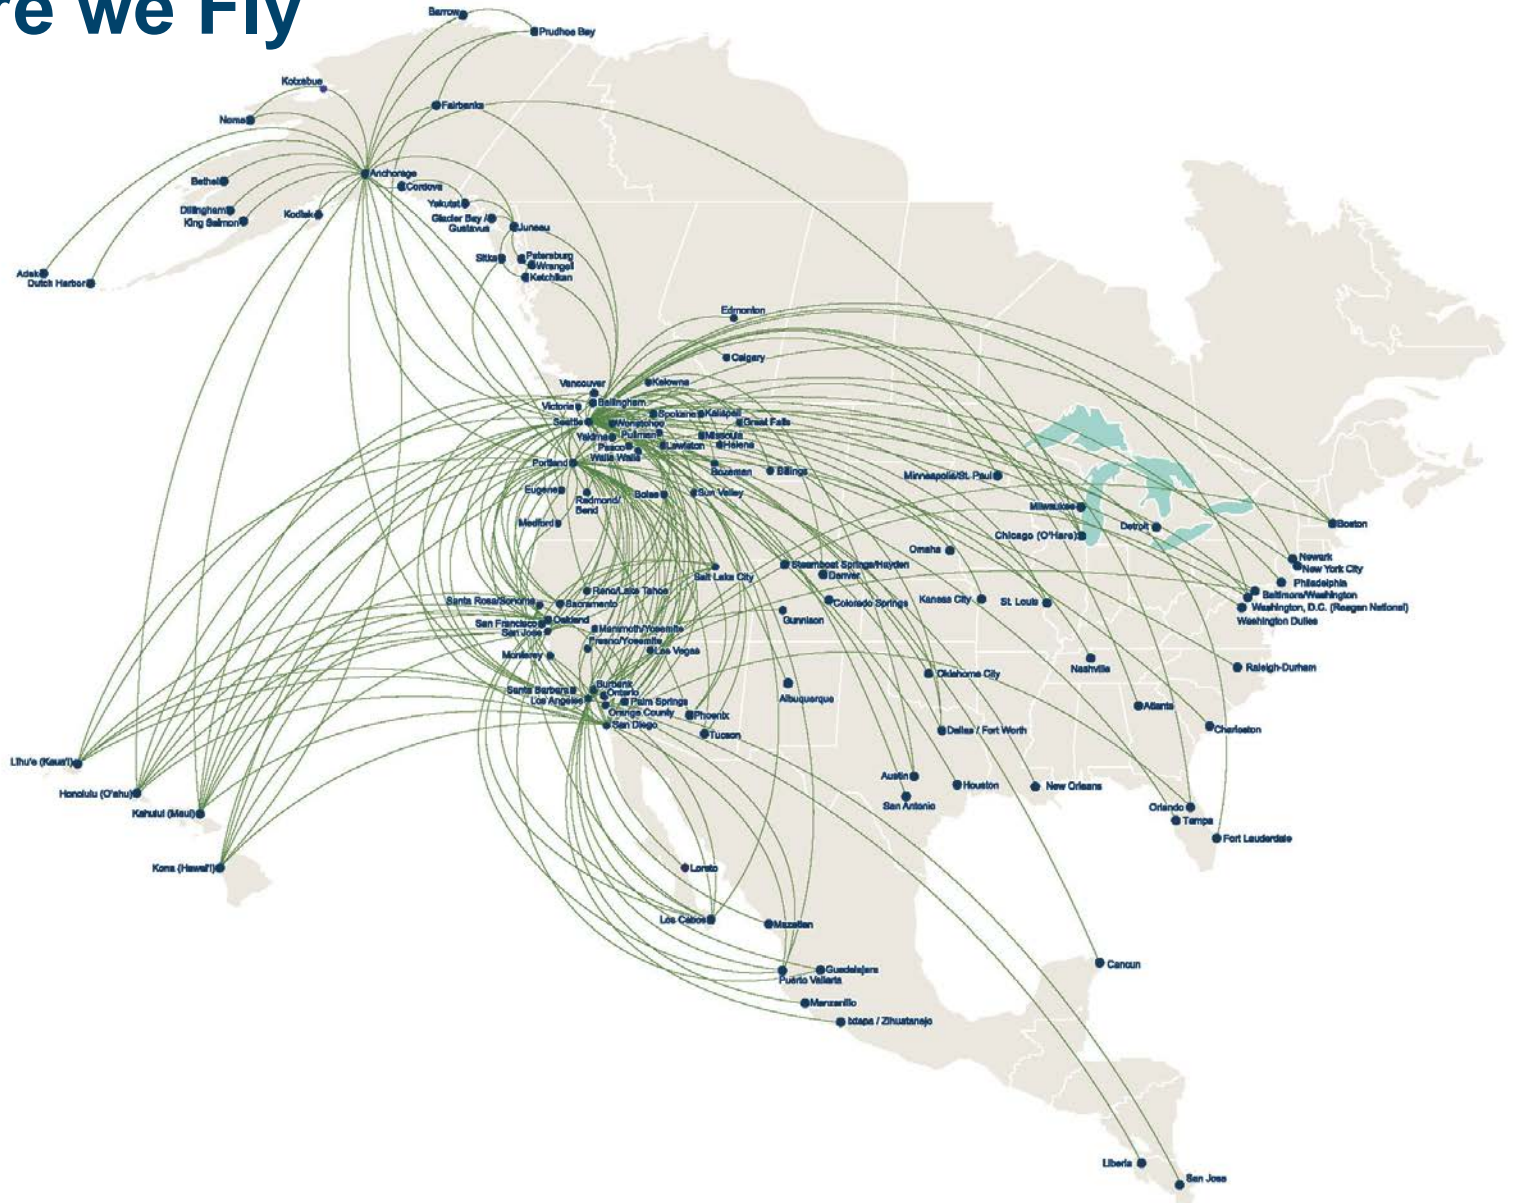 re we Fly
Barrow
Prudhoe Bay
Kotzebue
Fairbanks
Nome
Anchorage
Bethel
Cordova
Yakutat
Dillingham
King Salmon
Kodiak
Glacier Bay /
Gustavus
Juneau
Sitka
Petersburg
Wrangell
Ketchikan
Adak
Dutch Harbor
Edmonton
Calgary
Vancouver
Kelowna
Bellingham
Victoria
Spokane
Kalispell
Great Falls
Seattle
Wenatchee
Yakima
Pullman
Missoula
Helena
Pasco
Lewiston
Walla Walla
Portland
Bozeman
Billings
Minneapolis/St. Paul
Eugene
Redmond/
Bend
Boise
Sun Valley
Milwaukee
Medford
Detroit
Boston
Chicago (O'Hare)
Omaha
Newark
New York City
Steamboat Springs/Hayden
Denver
Salt Lake City
Philadelphia
Reno/Lake Tahoe
Baltimore/Washington
Santa Rosa/Sonoma
Sacramento
Colorado Springs
Kansas City
St. Louis
Washington, D.C. (Reagan National)
Washington Dulles
San Francisco
Oakland
San Jose
Mammoth/Yosemite
Gunnison
Fresno/Yosemite
Monterey
Las Vegas
Nashville
Raleigh-Durham
Oklahoma City
Santa Barbara
Burbank
Ontario
Los Angeles
Palm Springs
Albuquerque
Orange County
San Diego
Phoenix
Tucson
Atlanta
Charleston
Dallas / Fort Worth
Lihu'e (Kaua'i)
Honolulu (O'ahu)
Kahului (Maui)
Kona (Hawai'i)
Austin
San Antonio
Houston
New Orleans
Orlando
Tampa
Fort Lauderdale
Loreto
Los Cabos
Mazatlan
Puerto Vallarta
Guadalajara
Manzanillo
Ixtapa / Zihuatanejo
Cancun
Liberia
San Jose